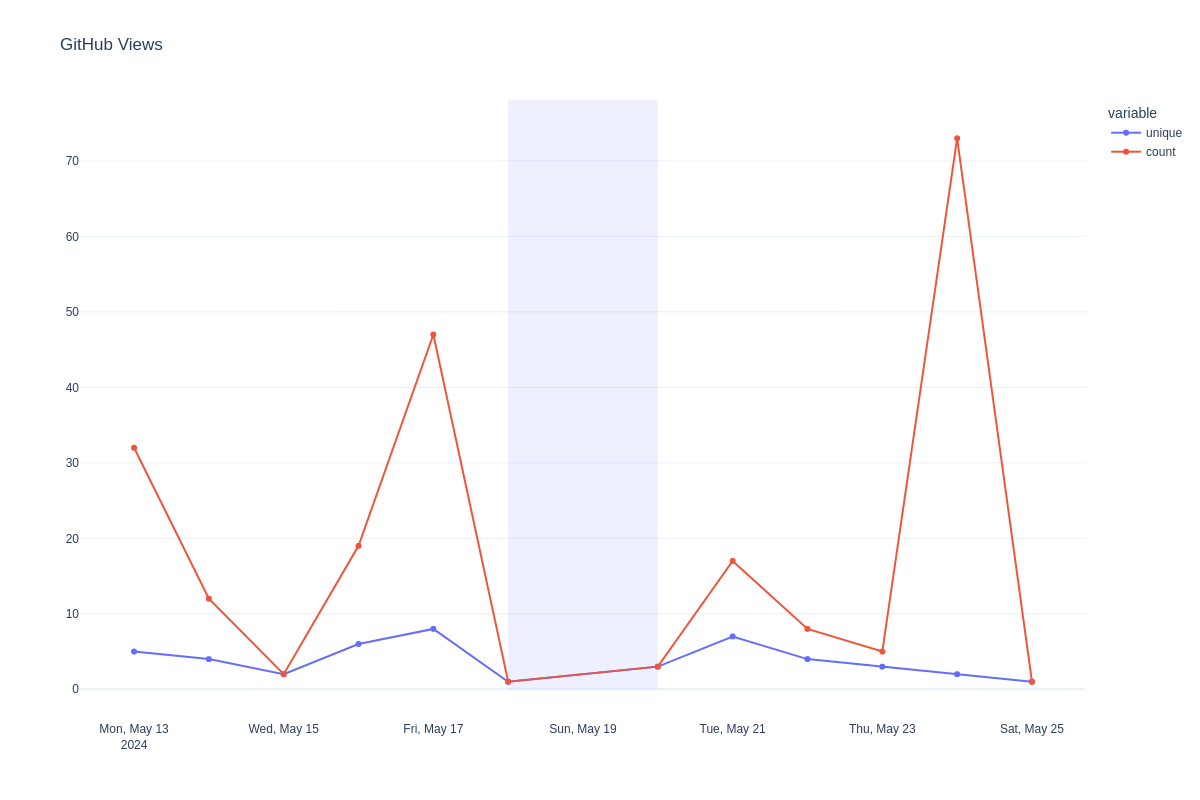 GitHub Views
variable
unique
count
70
60
50
40
30
20
10
0
Mon, May 13
2024
Wed, May 15
Fri, May 17
Sun, May 19
Tue, May 21
Thu, May 23
Sat, May 25